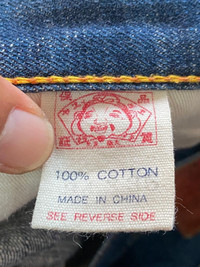 100% COTTON
MADE IN CHINA
SEE REVERSE SIDE